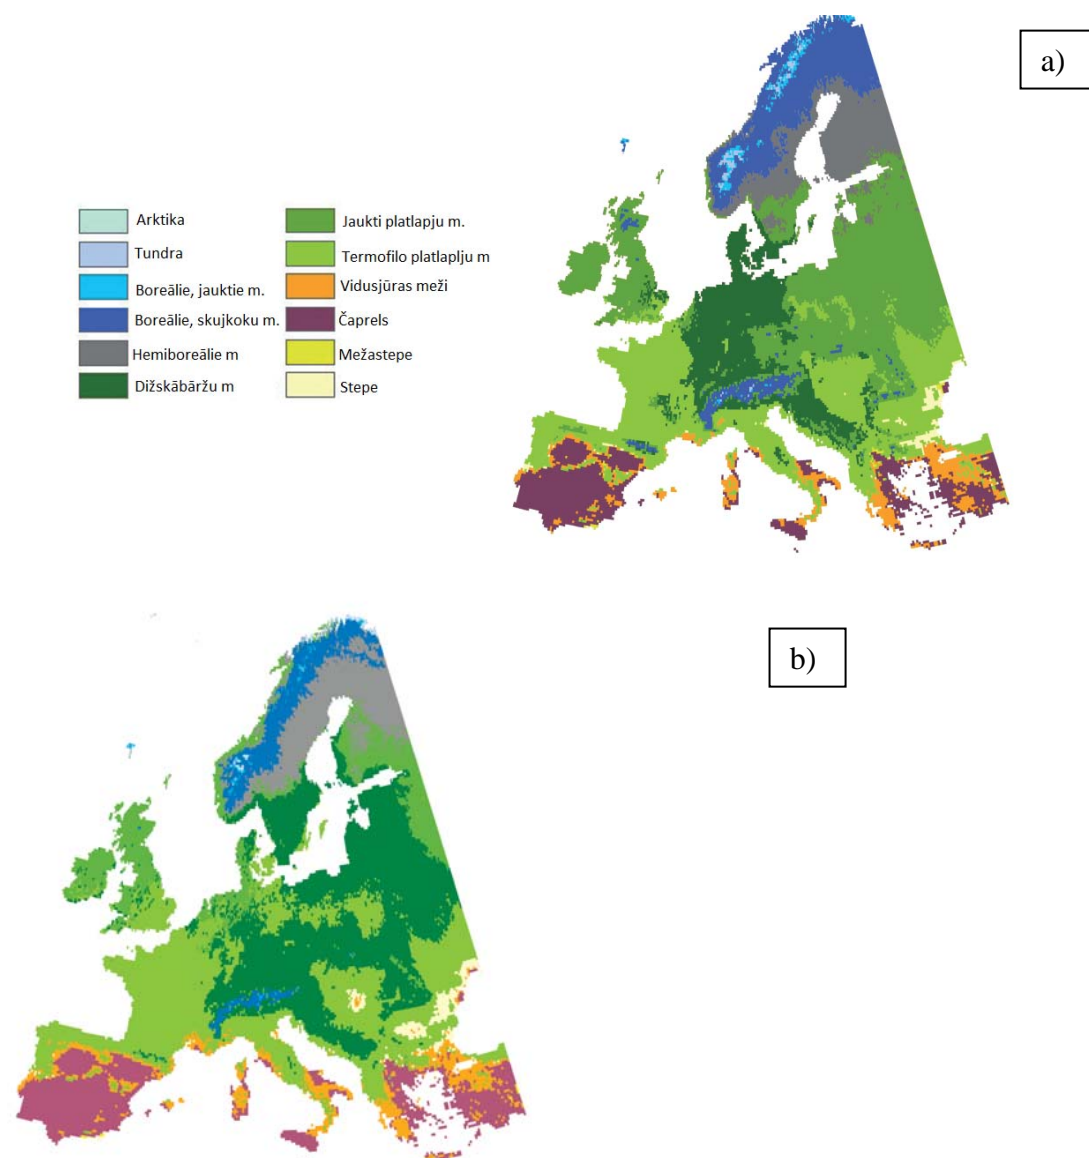 a)
Arktika
Tundra
Boreālie, jauktie m.
Boreālie, skujkoku m.
Hemiboreālie m
Dižskābāržu m
Jaukti platlapju m.
Termofilo platlaplju m
Vidusjūras meži
Čaprels
Mežastepe
Stepe
b)